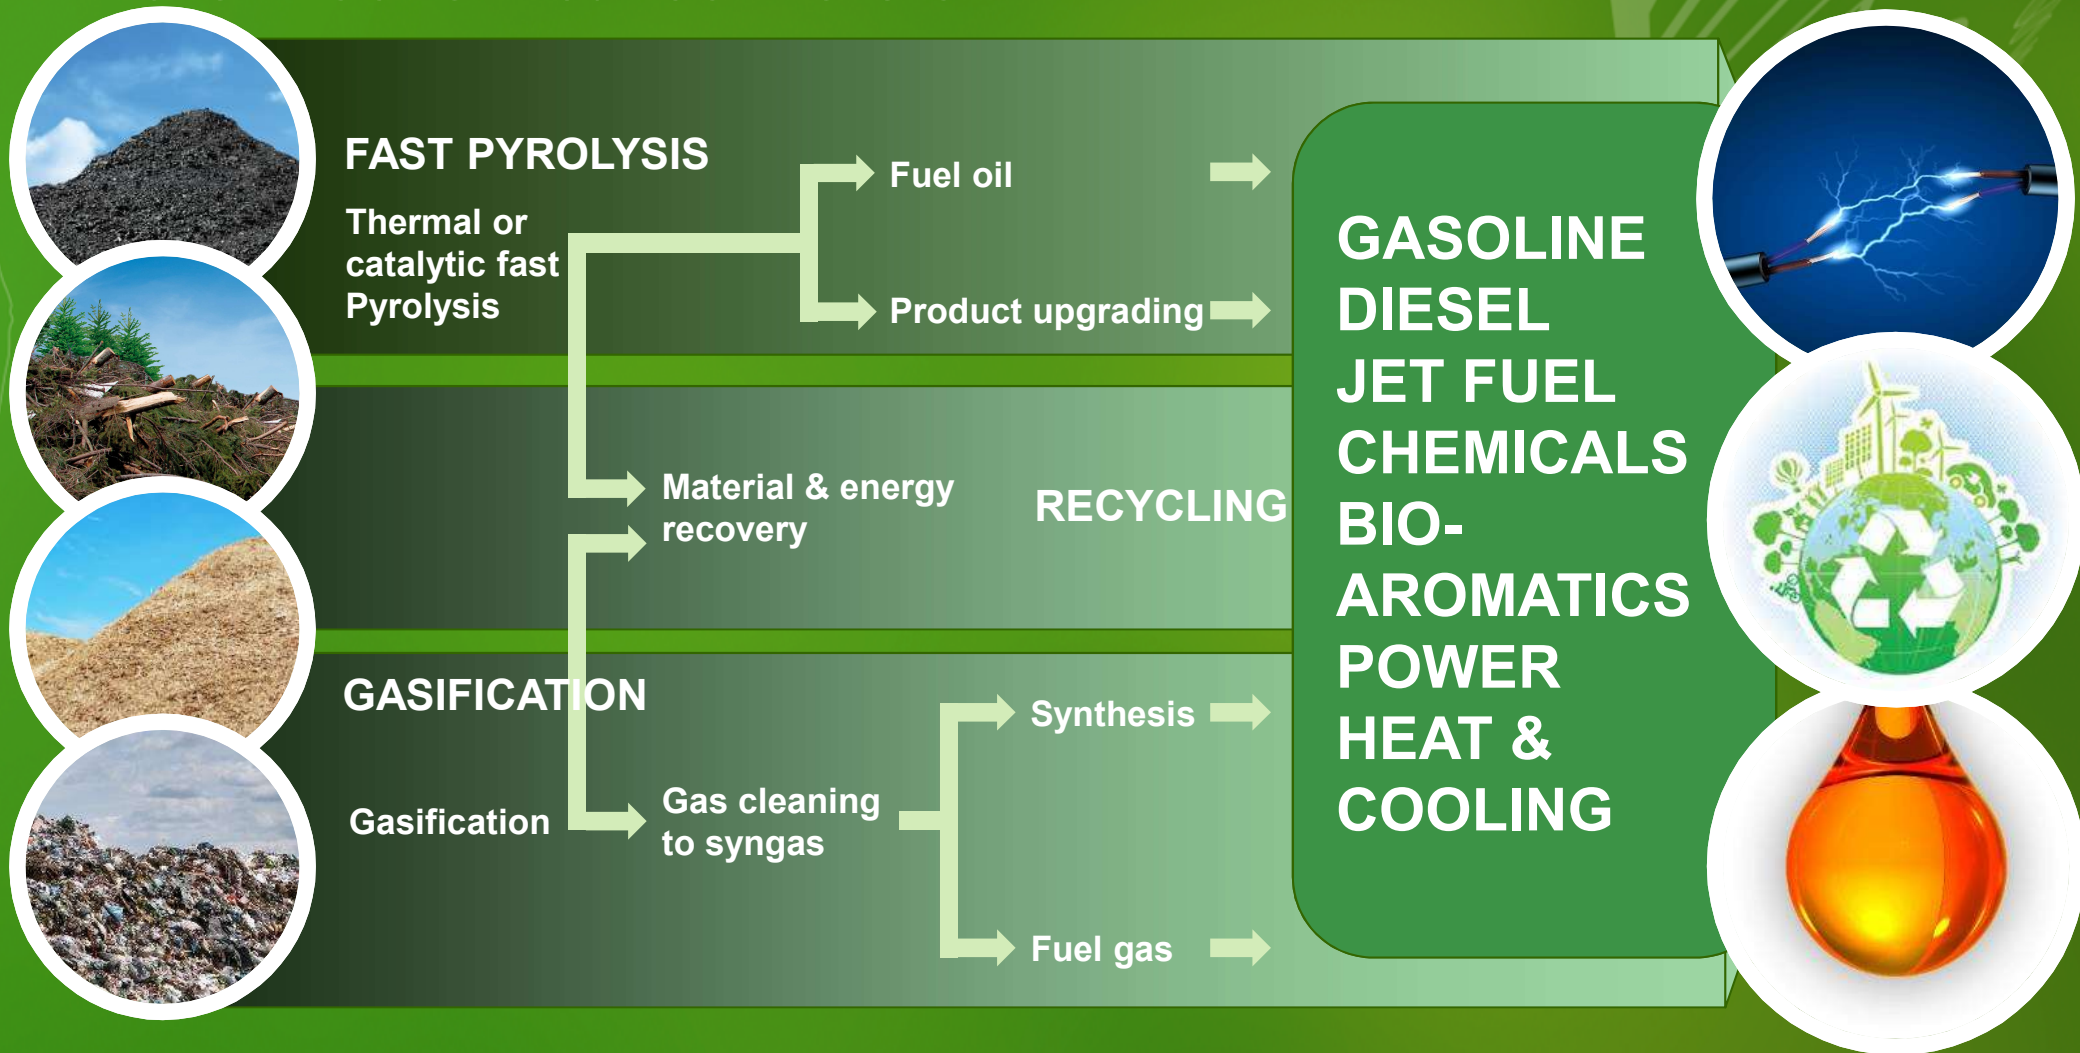 FAST PYROLYSIS
Thermal or
catalytic fast
Pyrolysis
Fuel oil
Product upgrading
Material & energy
recovery
RECYCLING
GASIFICATION
Gasification
Gas cleaning
to syngas
Synthesis
Fuel gas
GASOLINE
DIESEL
JET FUEL
CHEMICALS
BIO-
AROMATICS
POWER
HEAT &
COOLING